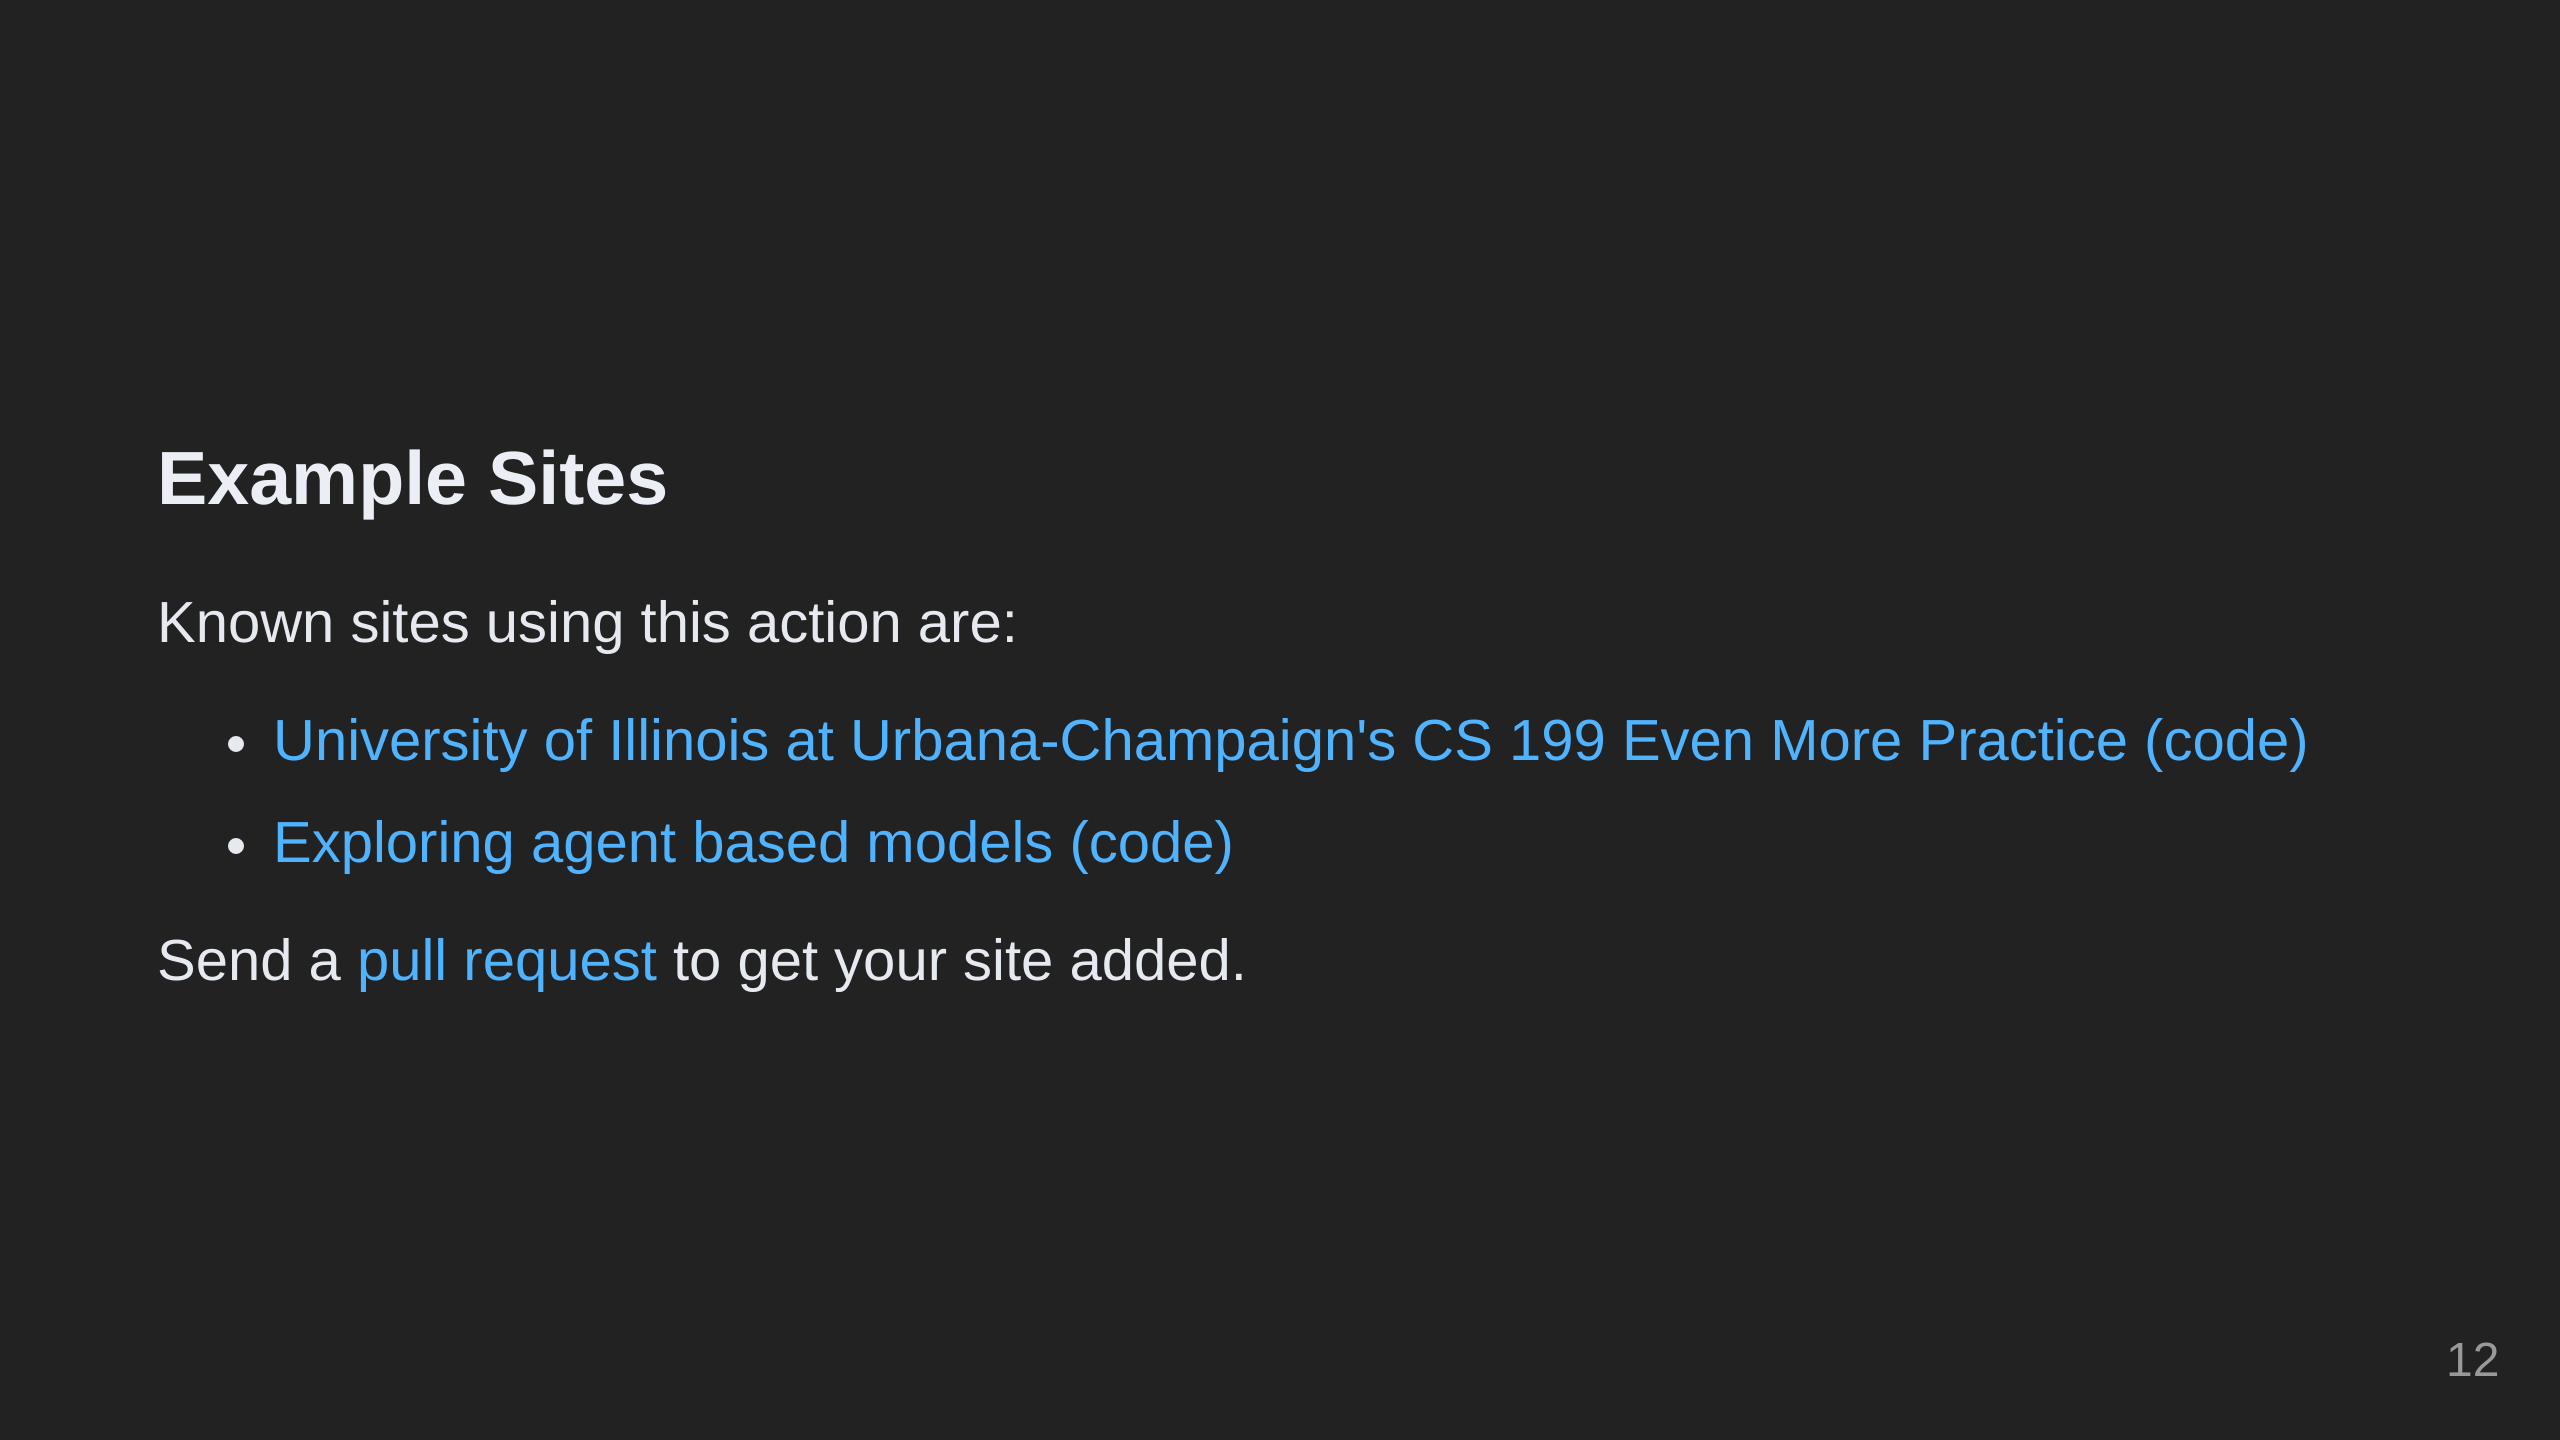 Example Sites
Known sites using this action are:
• University of Illinois at Urbana-Champaign's CS 199 Even More Practice (code)
• Exploring agent based models (code)
Send a pull request to get your site added.
12